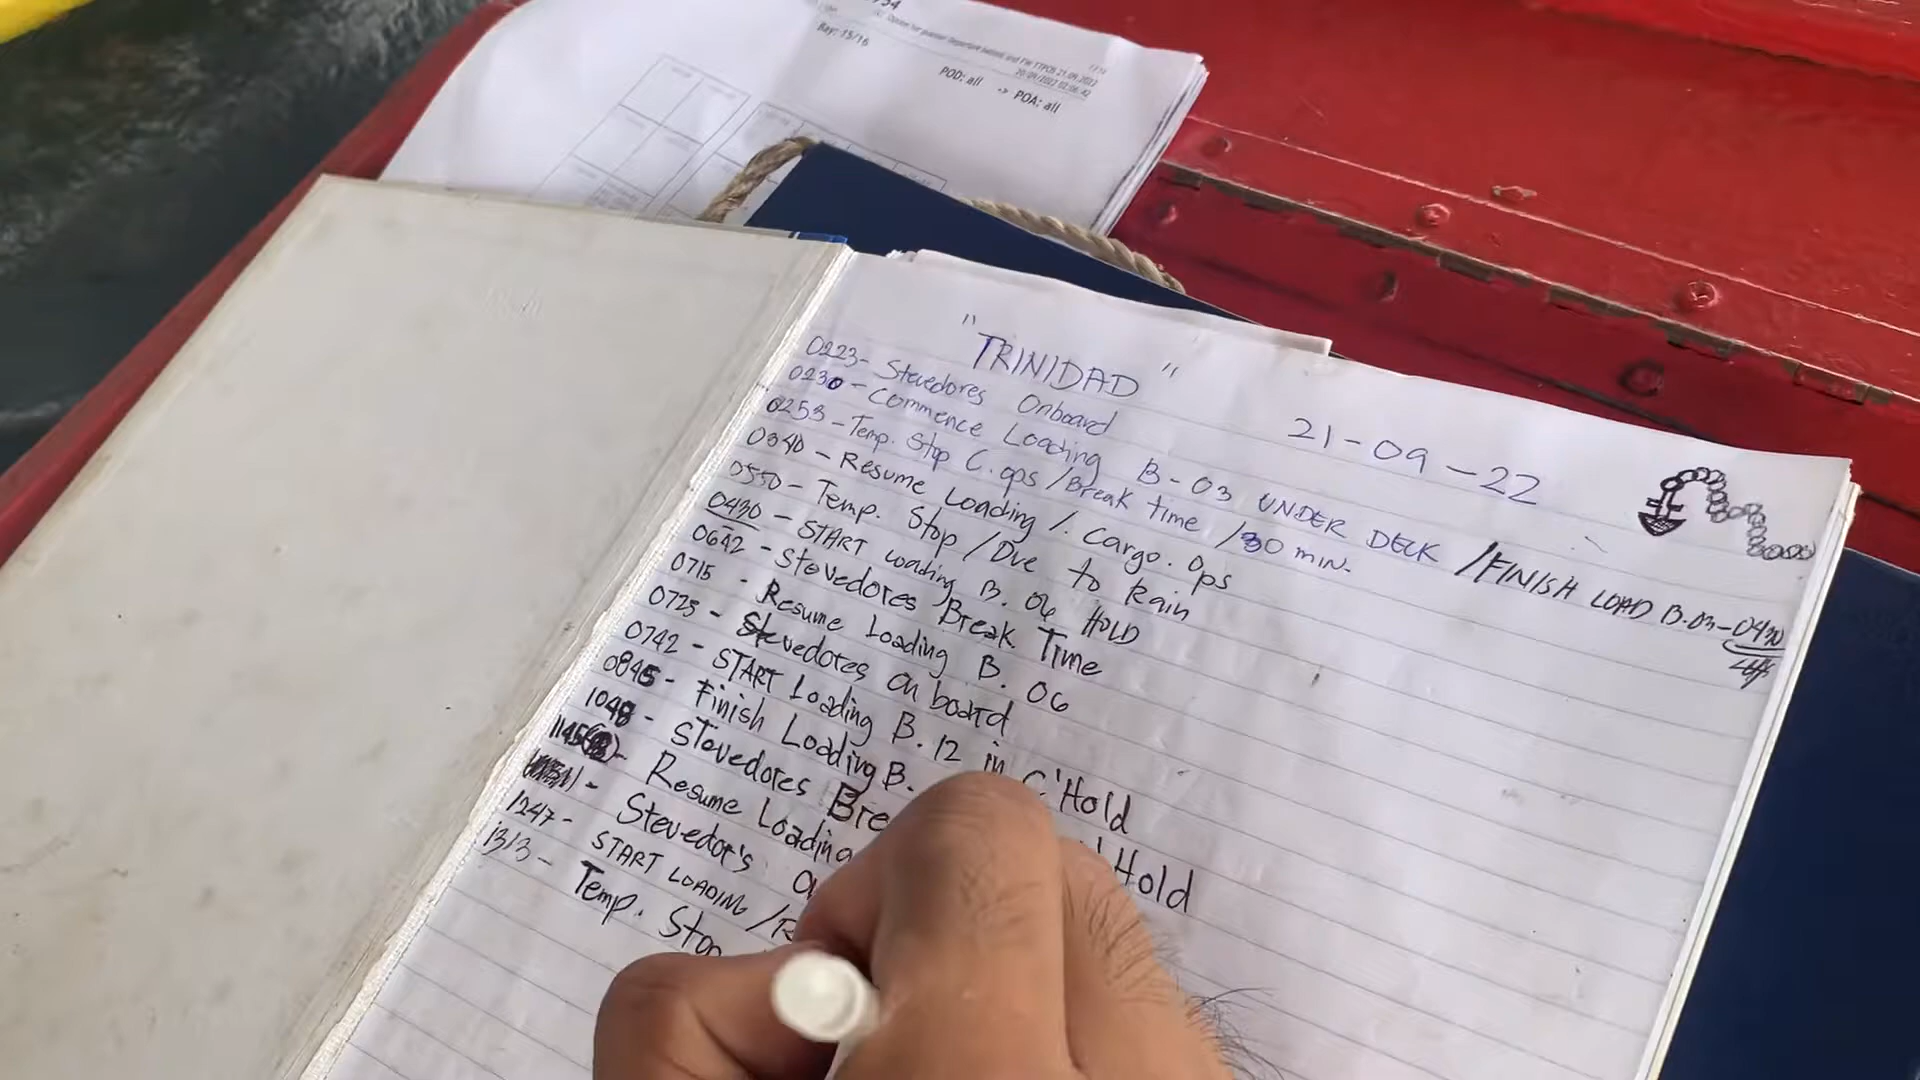 Bay: 15/16
POD: all -> POA: all
"TRINIDAD"
21-09-22
0223- Stevedores Onboard
0230 - Commence Loading B-03 UNDER DECK /FINISH LOAD B.03-0430
0253 - Temp. Stop C. ops /Break time /30 min.
0340 - Resume Loading /. Cargo. Ops
0550 - Temp. Stop /Due to Rain
0430 - START Loading B. 06 HOLD
0642 - Stevedores Break Time
0715 - Resume Loading B. 06
0725 - Stevedores on board
0742 - START Loading B. 12 in C'Hold
0845 - Finish Loading B.
1048 - Stevedores Bre
1145 - Resume Loading 'Hold
- Stevedor's
1247- START LOADING /R
1313- Temp. Stop